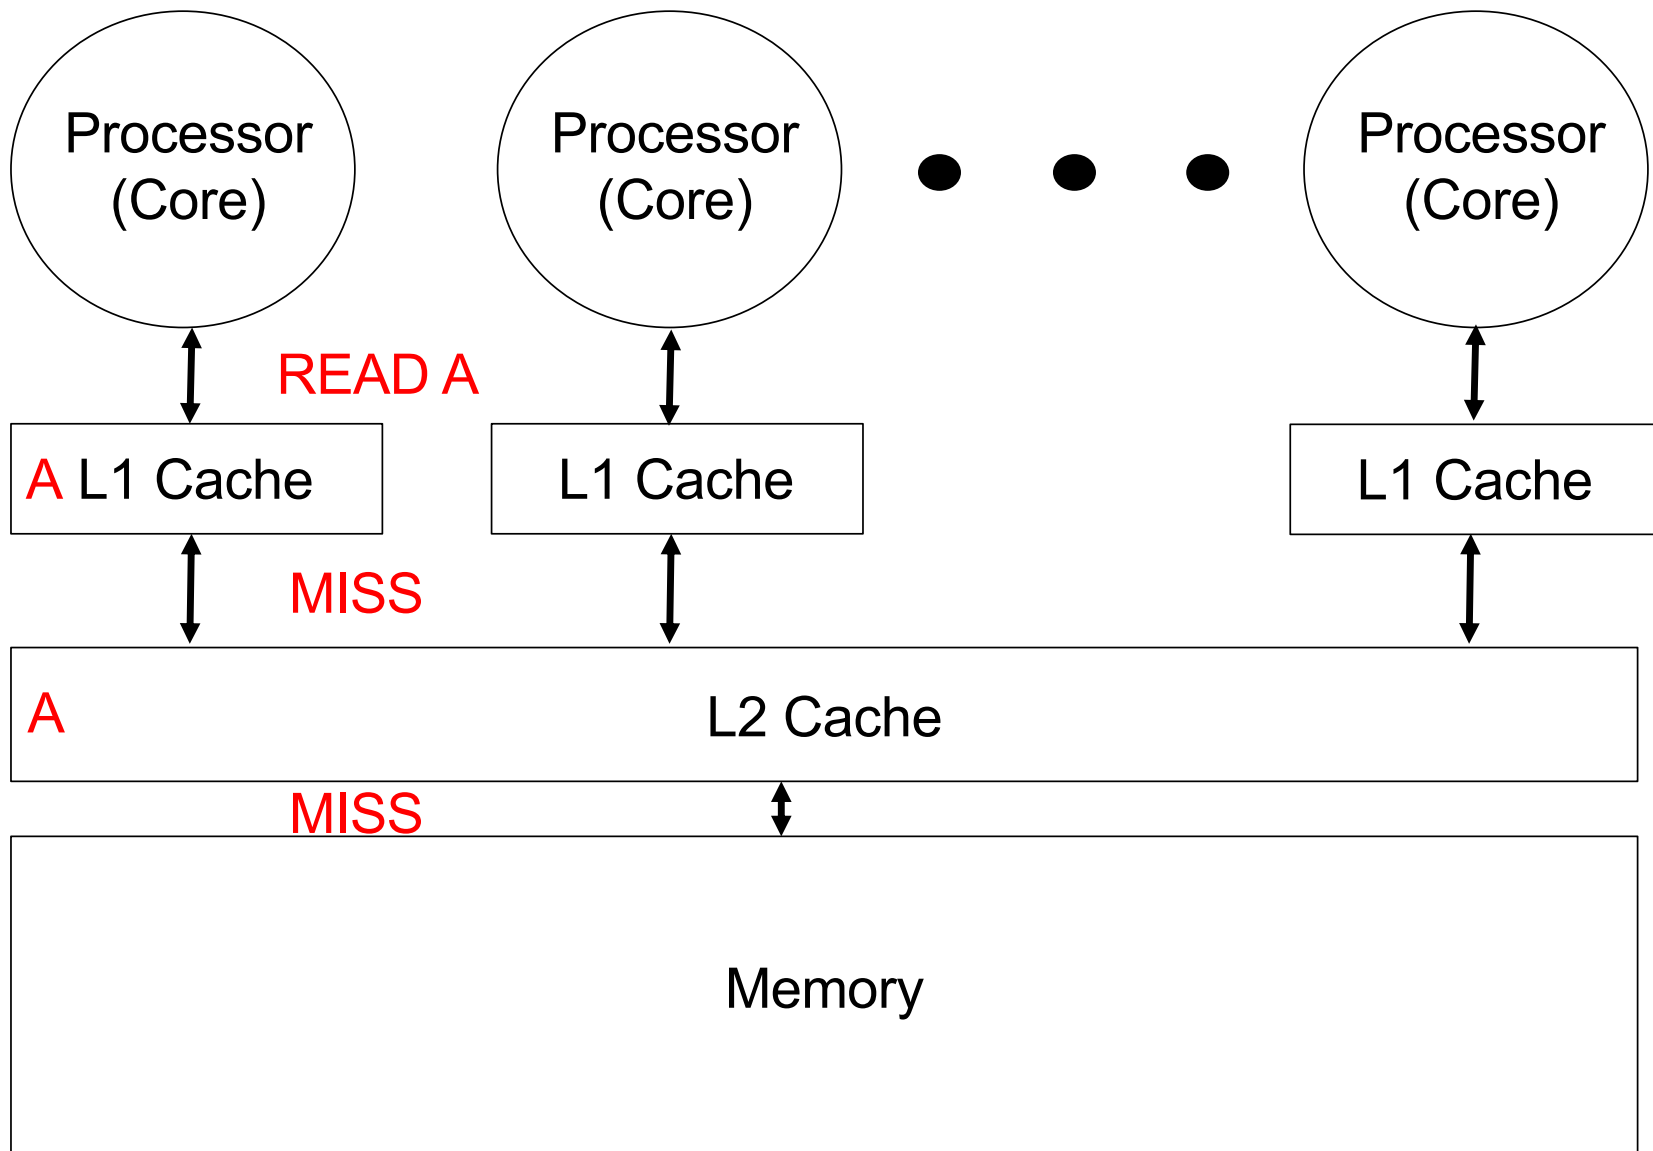 Processor
(Core)
Processor
(Core)
Processor
(Core)
READ A
A L1 Cache
L1 Cache
L1 Cache
MISS
A
L2 Cache
MISS
Memory